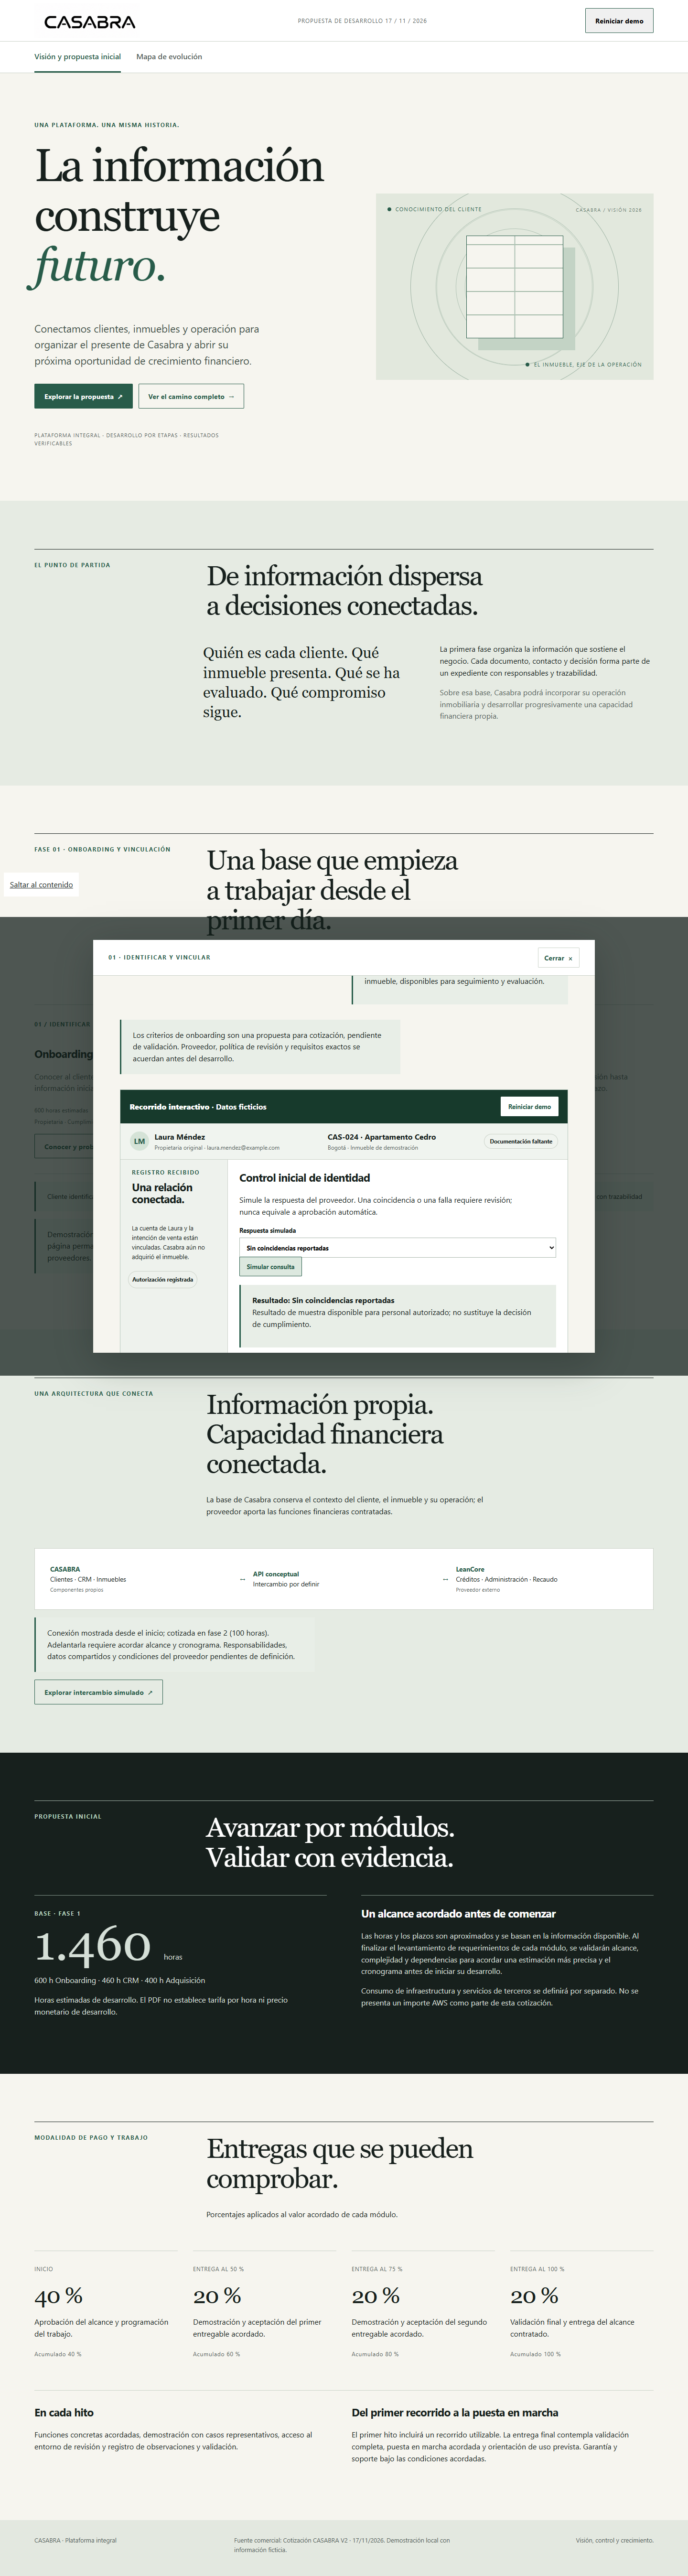 CASABRA
PROPUESTA DE DESARROLLO 17 / 11 / 2026
Reiniciar demo
Visión y propuesta inicial
Mapa de evolución
UNA PLATAFORMA. UNA MISMA HISTORIA.
La información
construye
futuro.
CONOCIMIENTO DEL CLIENTE
CASABRA / VISIÓN 2026
EL INMUEBLE, EJE DE LA OPERACIÓN
Conectamos clientes, inmuebles y operación para
organizar el presente de Casabra y abrir su
próxima oportunidad de crecimiento financiero.
Explorar la propuesta ↗
Ver el camino completo →
PLATAFORMA INTEGRAL · DESARROLLO POR ETAPAS · RESULTADOS
VERIFICABLES
EL PUNTO DE PARTIDA
De información dispersa
a decisiones conectadas.
Quién es cada cliente. Qué
inmueble presenta. Qué se ha
evaluado. Qué compromiso
sigue.
La primera fase organiza la información que sostiene el
negocio. Cada documento, contacto y decisión forma parte de
un expediente con responsables y trazabilidad.
Sobre esa base, Casabra podrá incorporar su operación
inmobiliaria y desarrollar progresivamente una capacidad
financiera propia.
FASE 01 · ONBOARDING Y VINCULACIÓN
Una base que empieza
a trabajar desde el
primer día.
Saltar al contenido
01 · IDENTIFICAR Y VINCULAR
Cerrar ×
inmueble, disponibles para seguimiento y evaluación.
01 / IDENTIFICAR
Onboarding
Conocer al cliente
información inicia
600 horas estimadas
Propietaria · Cumplim
Conocer y prob
Cliente identific
con trazabilidad
Demostración
página perma
proveedores.
Los criterios de onboarding son una propuesta para cotización, pendiente
de validación. Proveedor, política de revisión y requisitos exactos se
acuerdan antes del desarrollo.
Recorrido interactivo · Datos ficticios
Reiniciar demo
LM
Laura Méndez
Propietaria original · laura.mendez@example.com
CAS-024 · Apartamento Cedro
Bogotá · Inmueble de demostración
Documentación faltante
REGISTRO RECIBIDO
Una relación
conectada.
La cuenta de Laura y la
intención de venta están
vinculadas. Casabra aún no
adquirió el inmueble.
Autorización registrada
Control inicial de identidad
Simule la respuesta del proveedor. Una coincidencia o una falla requiere revisión;
nunca equivale a aprobación automática.
Respuesta simulada
Sin coincidencias reportadas
Simular consulta
Resultado: Sin coincidencias reportadas
Resultado de muestra disponible para personal autorizado; no sustituye la decisión
de cumplimiento.
UNA ARQUITECTURA QUE CONECTA
Información propia.
Capacidad financiera
conectada.
La base de Casabra conserva el contexto del cliente, el inmueble y su operación; el
proveedor aporta las funciones financieras contratadas.
CASABRA
Clientes · CRM · Inmuebles
Componentes propios
↔
API conceptual
Intercambio por definir
↔
LeanCore
Créditos · Administración · Recaudo
Proveedor externo
Conexión mostrada desde el inicio; cotizada en fase 2 (100 horas).
Adelantarla requiere acordar alcance y cronograma. Responsabilidades,
datos compartidos y condiciones del proveedor pendientes de definición.
Explorar intercambio simulado ↗
PROPUESTA INICIAL
Avanzar por módulos.
Validar con evidencia.
BASE · FASE 1
1.460 horas
600 h Onboarding · 460 h CRM · 400 h Adquisición
Horas estimadas de desarrollo. El PDF no establece tarifa por hora ni precio
monetario de desarrollo.
Un alcance acordado antes de comenzar
Las horas y los plazos son aproximados y se basan en la información disponible. Al
finalizar el levantamiento de requerimientos de cada módulo, se validarán alcance,
complejidad y dependencias para acordar una estimación más precisa y el
cronograma antes de iniciar su desarrollo.
Consumo de infraestructura y servicios de terceros se definirá por separado. No se
presenta un importe AWS como parte de esta cotización.
MODALIDAD DE PAGO Y TRABAJO
Entregas que se pueden
comprobar.
Porcentajes aplicados al valor acordado de cada módulo.
INICIO
40 %
Aprobación del alcance y programación
del trabajo.
Acumulado 40 %
ENTREGA AL 50 %
20 %
Demostración y aceptación del primer
entregable acordado.
Acumulado 60 %
ENTREGA AL 75 %
20 %
Demostración y aceptación del segundo
entregable acordado.
Acumulado 80 %
ENTREGA AL 100 %
20 %
Validación final y entrega del alcance
contratado.
Acumulado 100 %
En cada hito
Funciones concretas acordadas, demostración con casos representativos, acceso al
entorno de revisión y registro de observaciones y validación.
Del primer recorrido a la puesta en marcha
El primer hito incluirá un recorrido utilizable. La entrega final contempla validación
completa, puesta en marcha acordada y orientación de uso prevista. Garantía y
soporte bajo las condiciones acordadas.
CASABRA · Plataforma integral
Fuente comercial: Cotización CASABRA V2 · 17/11/2026. Demostración local con
información ficticia.
Visión, control y crecimiento.